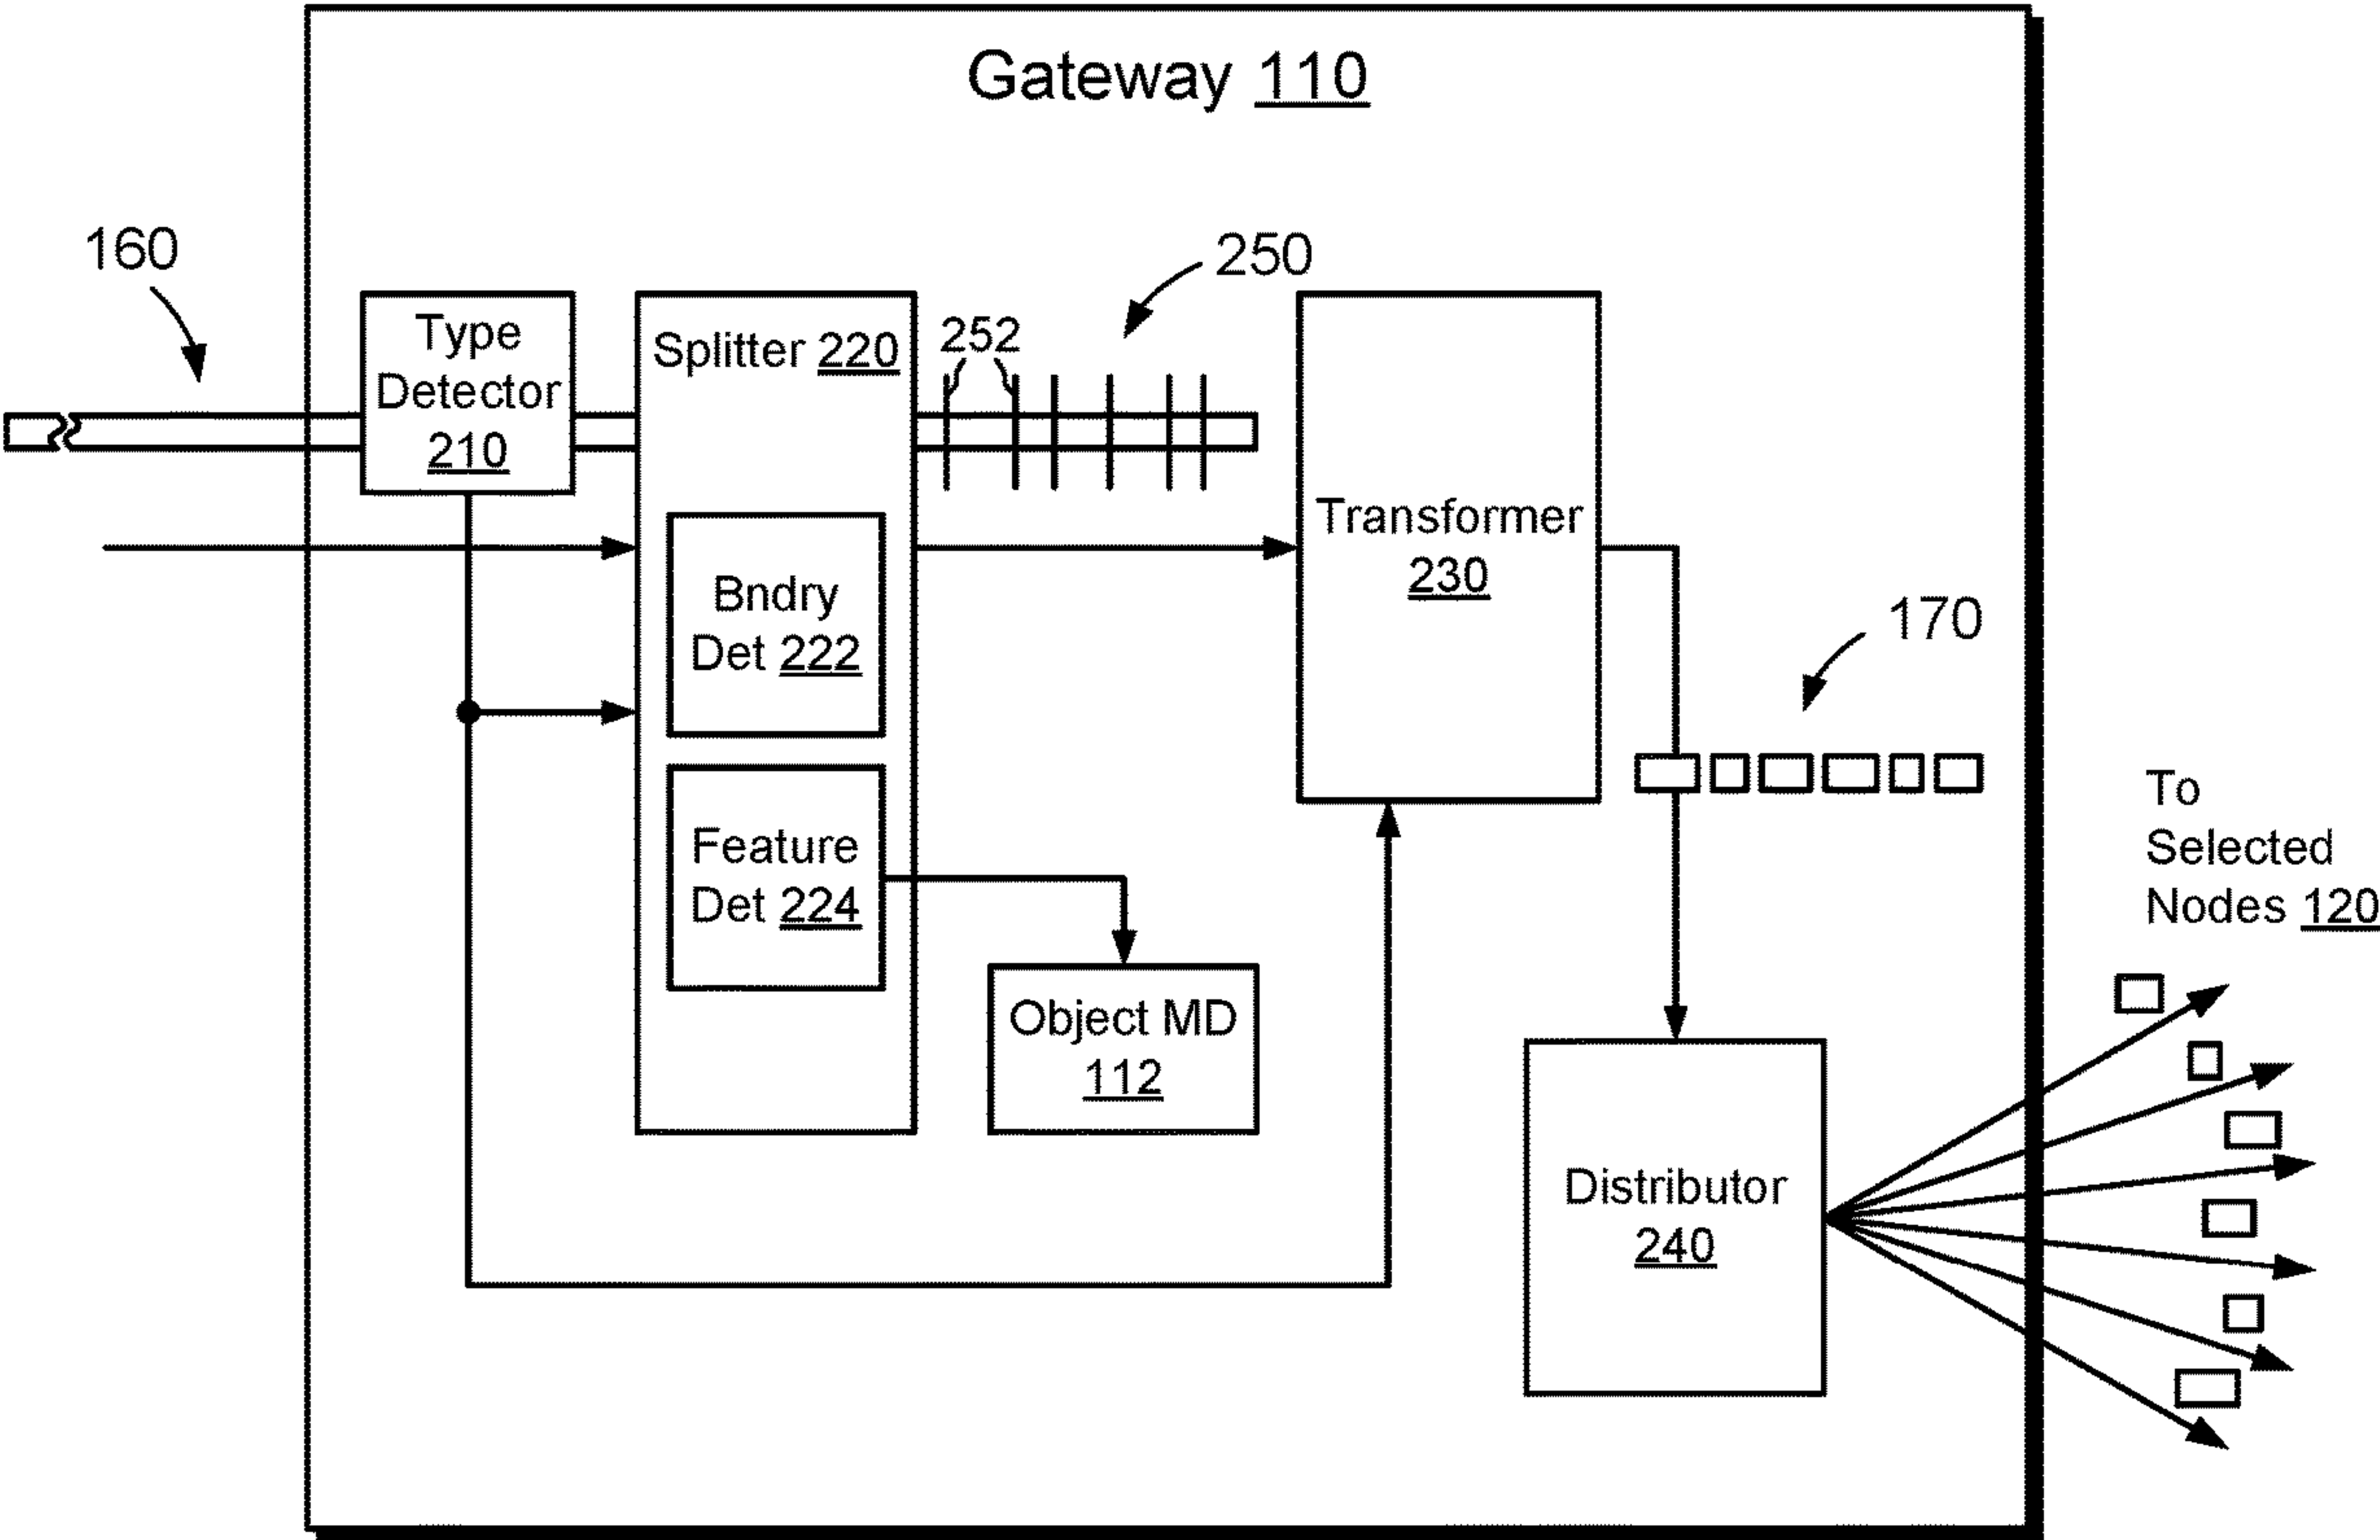 Gateway 110
160
250
Type
Detector
210
Splitter 220
252
Transformer
230
Bndry
Det 222
170
Feature
Det 224
Object MD
112
To
Selected
Nodes 120
Distributor
240